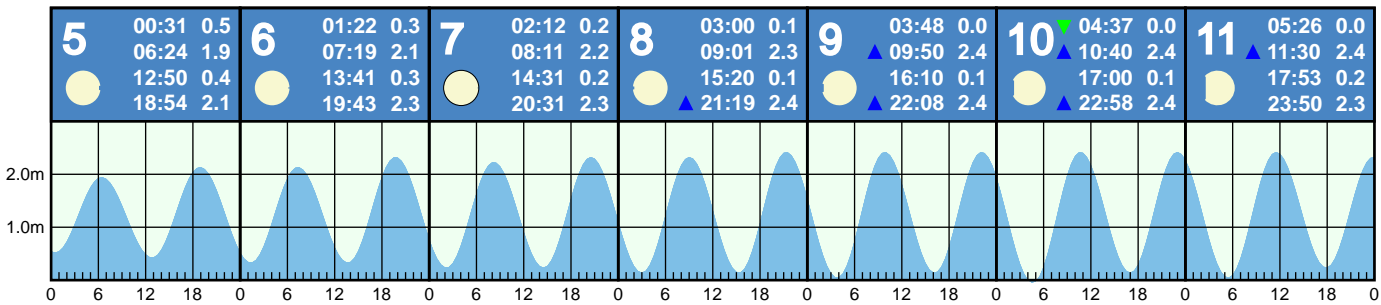 5
00:31 0.5
06:24 1.9
12:50 0.4
18:54 2.1
6
01:22 0.3
07:19 2.1
13:41 0.3
19:43 2.3
7
02:12 0.2
08:11 2.2
14:31 0.2
20:31 2.3
8
03:00 0.1
09:01 2.3
15:20 0.1
▲ 21:19 2.4
9
03:48 0.0
▲ 09:50 2.4
16:10 0.1
▲ 22:08 2.4
10
▼ 04:37 0.0
▲ 10:40 2.4
17:00 0.1
▲ 22:58 2.4
11
05:26 0.0
▲ 11:30 2.4
17:53 0.2
23:50 2.3
2.0m
1.0m
0 6 12 18 0 6 12 18 0 6 12 18 0 6 12 18 0 6 12 18 0 6 12 18 0 6 12 18 0